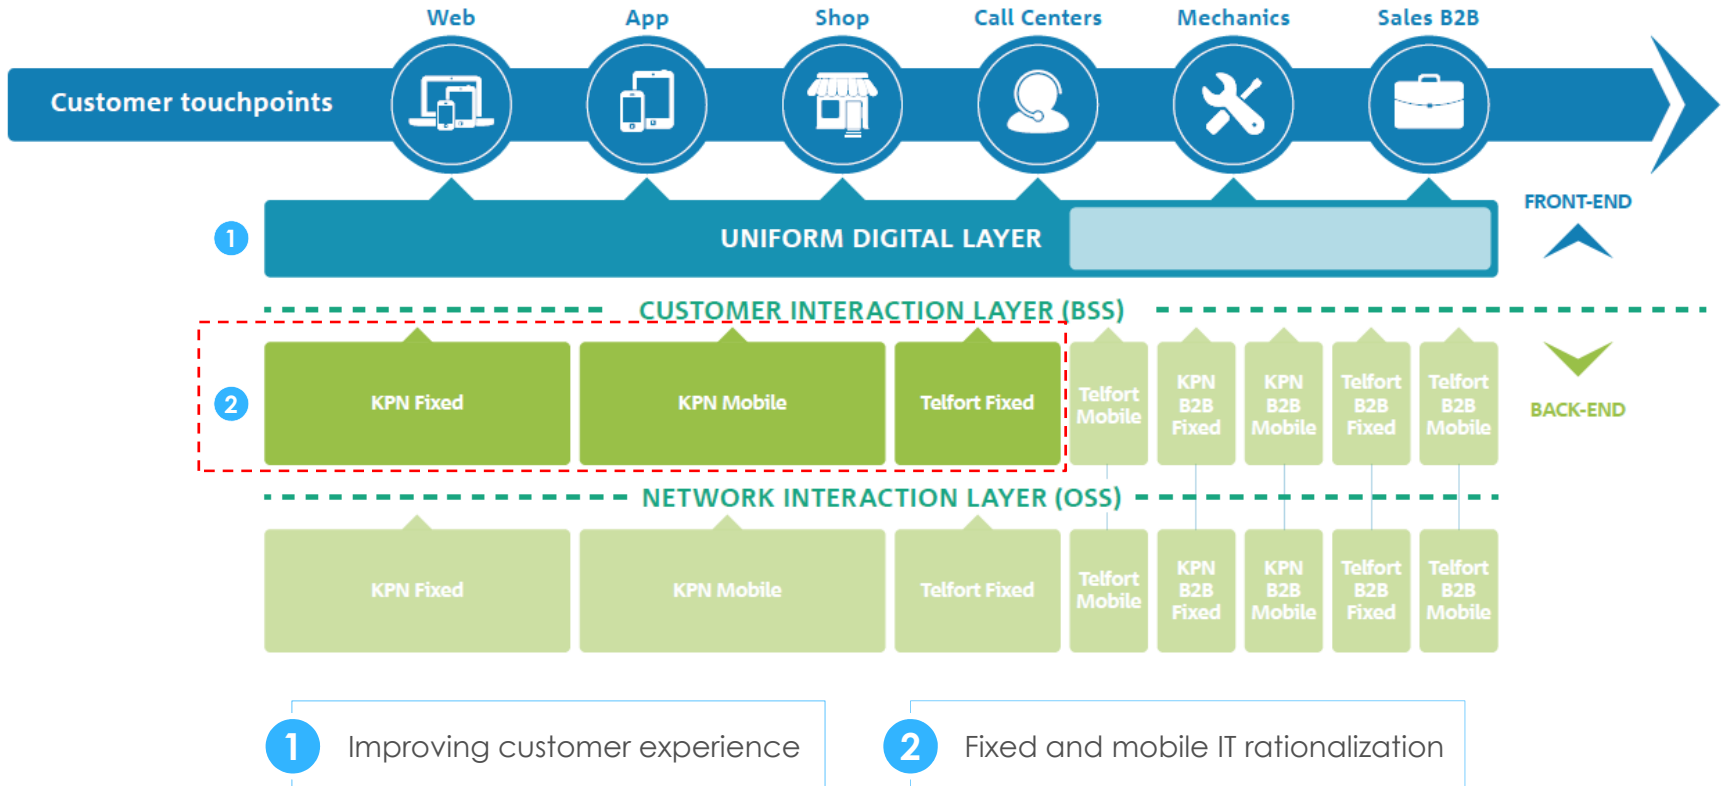 Web
App
Shop
Call Centers
Mechanics
Sales B2B
Customer touchpoints
FRONT-END
1
UNIFORM DIGITAL LAYER
CUSTOMER INTERACTION LAYER (BSS)
2
KPN Fixed
KPN Mobile
Telfort Fixed
Telfort
Mobile
KPN
B2B
Fixed
KPN
B2B
Mobile
Telfort
B2B
Fixed
Telfort
B2B
Mobile
BACK-END
NETWORK INTERACTION LAYER (OSS)
KPN Fixed
KPN Mobile
Telfort Fixed
Telfort
Mobile
KPN
B2B
Fixed
KPN
B2B
Mobile
Telfort
B2B
Fixed
Telfort
B2B
Mobile
1
Improving customer experience
2
Fixed and mobile IT rationalization